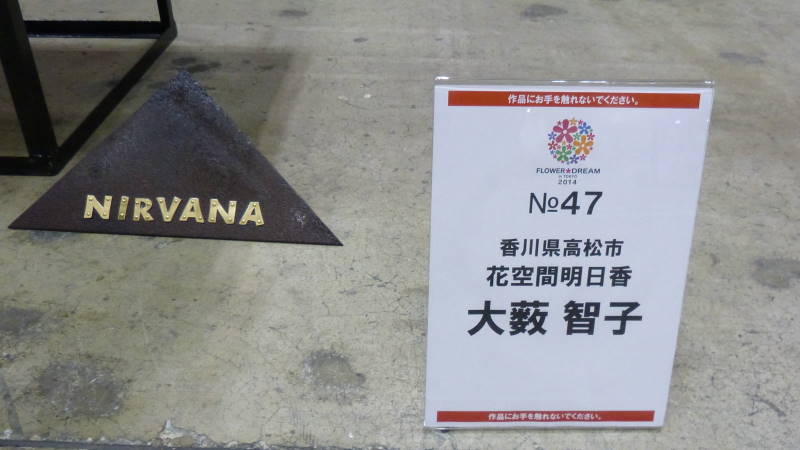 NIRVANA
作品にお手を触れないでください。
FLOWER★DREAM
in TOKYO
2014
№47
香川県高松市
花空間明日香
大薮 智子
作品にお手を触れないでください。